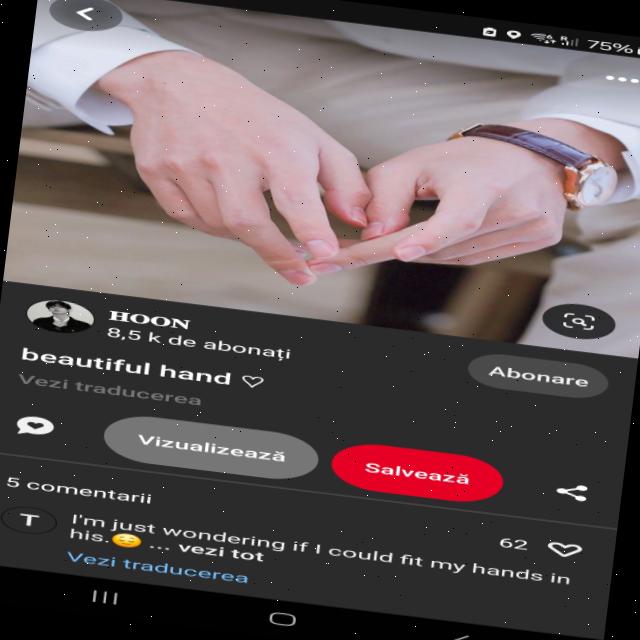 75%
HOON
8,5 k de abonați
Abonare
beautiful hand ♡
Vezi traducerea
Vizualizează
Salvează
5 comentarii
T
I'm just wondering if I could fit my hands in
his.😏 ... vezi tot
62
Vezi traducerea